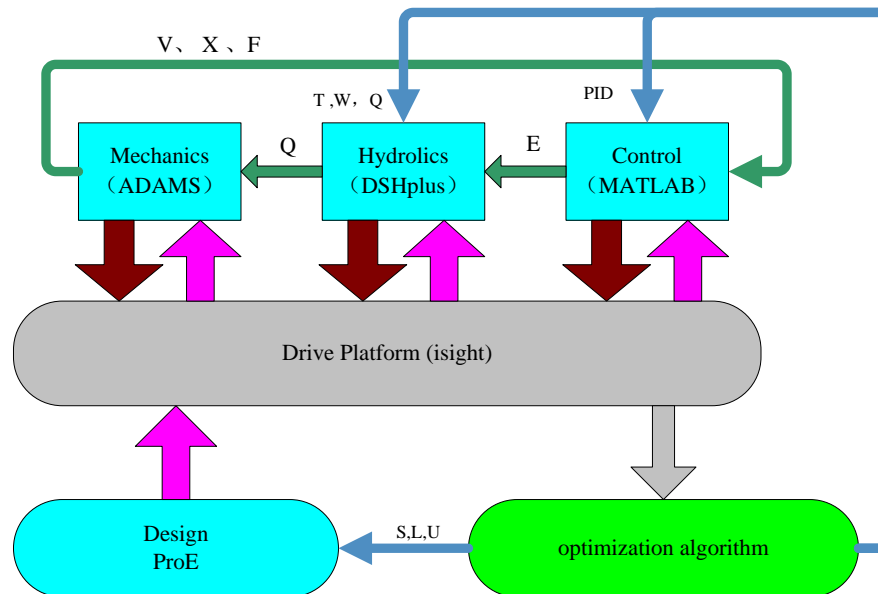 V、 X 、F
T ,W， Q
PID
Mechanics
（ADAMS）
Q
Hydrolics
（DSHplus）
E
Control
（MATLAB）
Drive Platform (isight)
Design
ProE
S,L,U
optimization algorithm